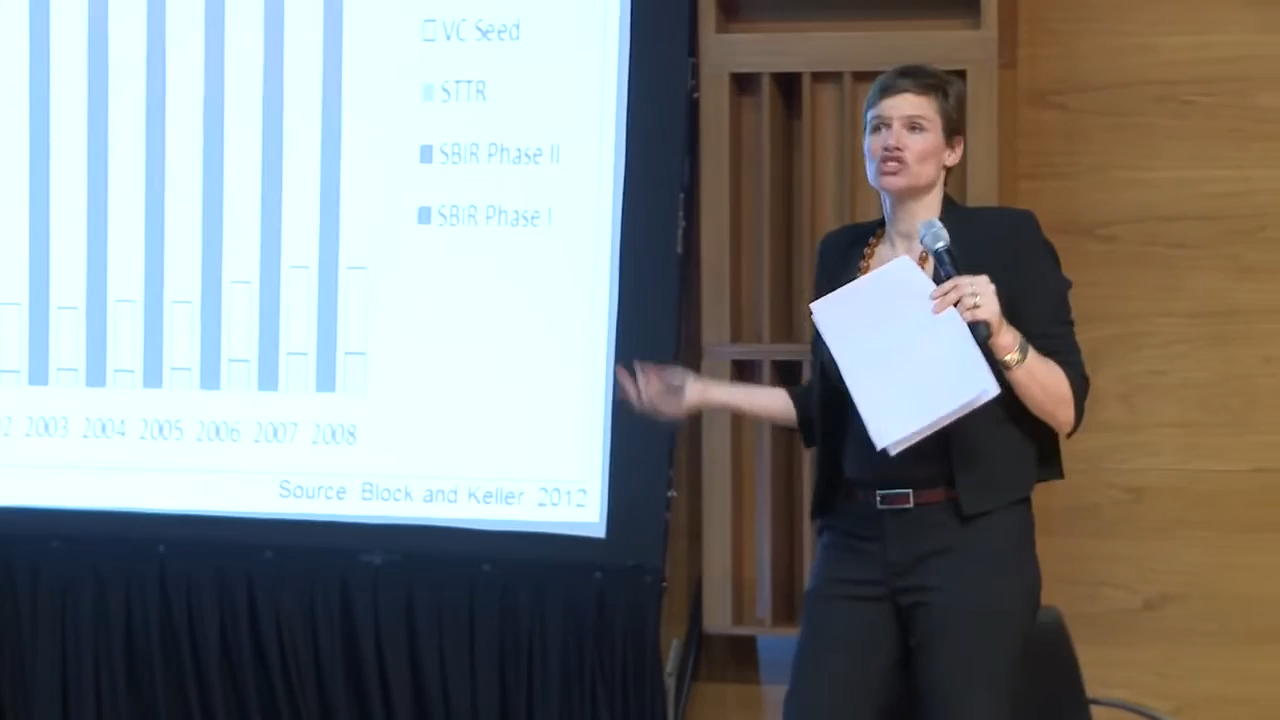 VC Seed
STTR
SBIR Phase II
SBIR Phase I
2003 2004 2005 2006 2007 2008
Source: Block and Keller 2012